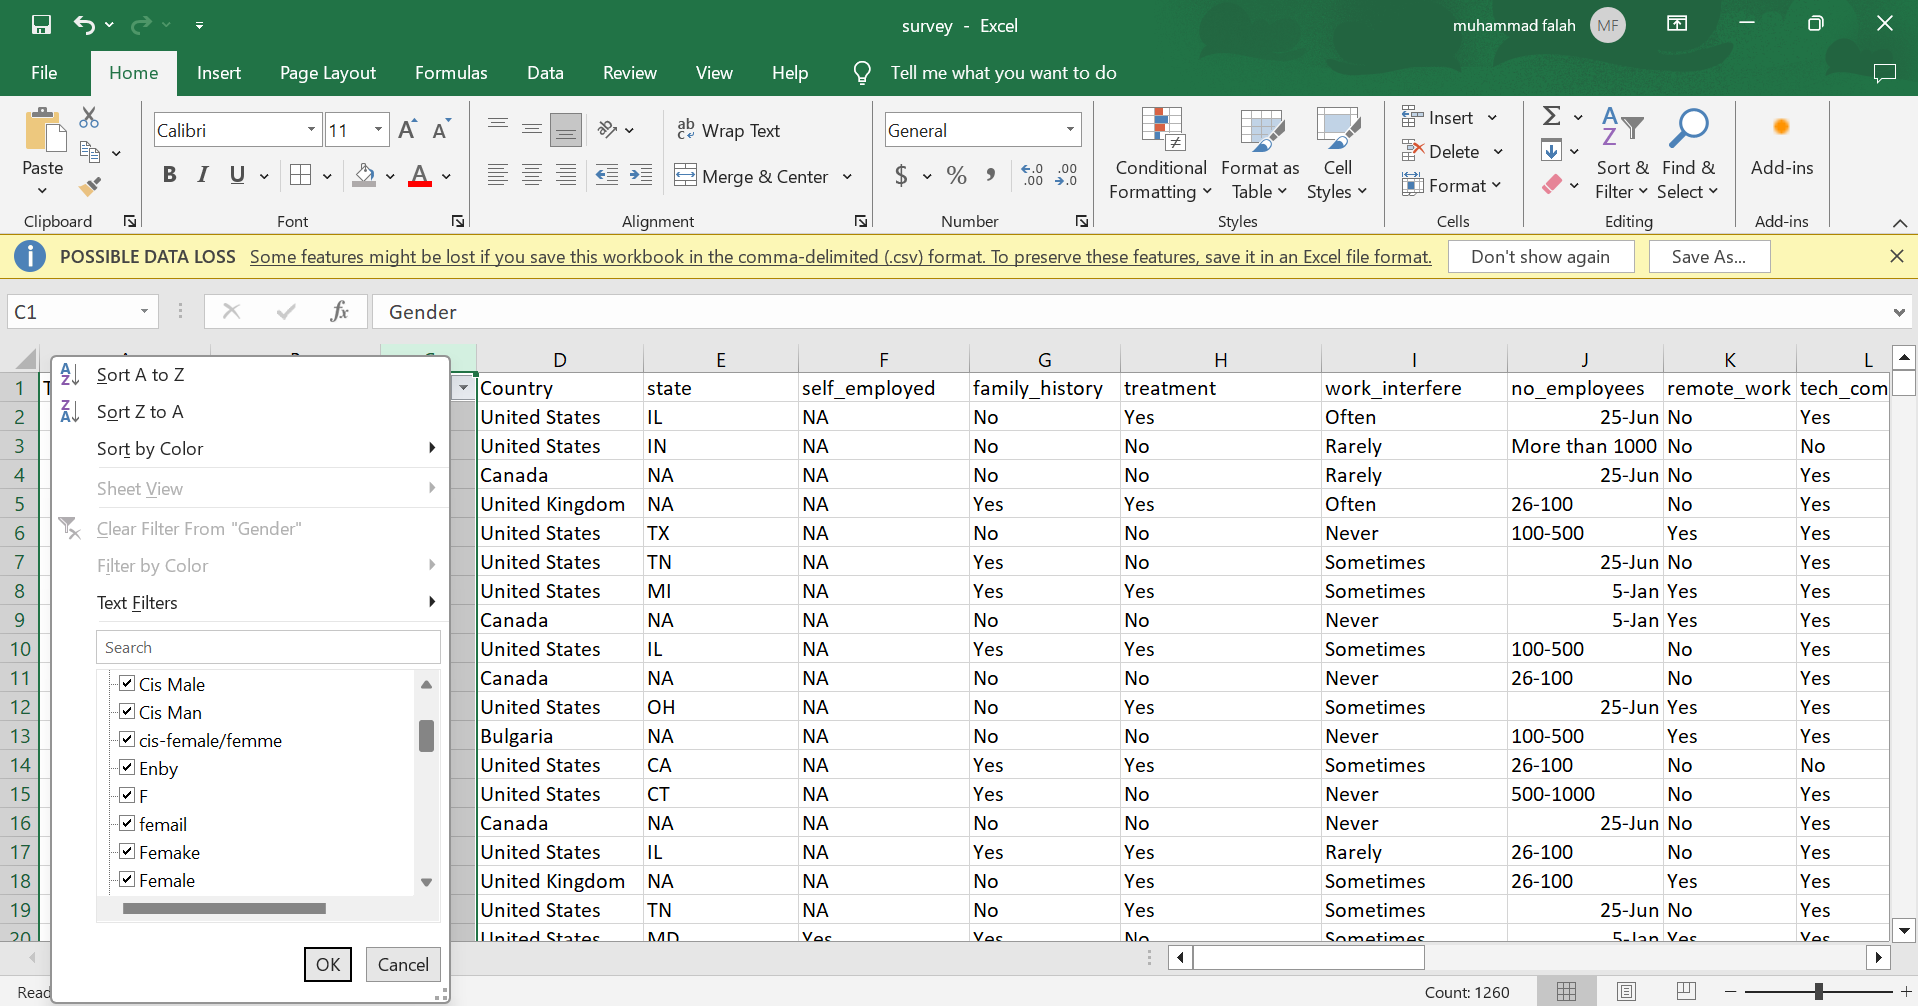 survey - Excel
muhammad falah MF
File Home Insert Page Layout Formulas Data Review View Help Tell me what you want to do
Paste
Clipboard
Calibri 11 A A
B I U A
Font
ab Wrap Text
Merge & Center
Alignment
General
$ % , .00 .00
Number
Conditional Formatting
Format as Table
Cell Styles
Styles
Insert
Delete
Format
Cells
Sort & Filter
Find & Select
Editing
Add-ins
Add-ins
POSSIBLE DATA LOSS Some features might be lost if you save this workbook in the comma-delimited (.csv) format. To preserve these features, save it in an Excel file format. Don't show again Save As...
C1 fx Gender
D E F G H I J K L
1 Country state self_employed family_history treatment work_interfere no_employees remote_work tech_com
2 United States IL NA No Yes Often 25-Jun No Yes
3 United States IN NA No No Rarely More than 1000 No No
4 Canada NA NA No No Rarely 25-Jun No Yes
5 United Kingdom NA NA Yes Yes Often 26-100 No Yes
6 United States TX NA No No Never 100-500 Yes Yes
7 United States TN NA Yes No Sometimes 25-Jun No Yes
8 United States MI NA Yes Yes Sometimes 5-Jan Yes Yes
9 Canada NA NA No No Never 5-Jan Yes Yes
10 United States IL NA Yes Yes Sometimes 100-500 No Yes
11 Canada NA NA No No Never 26-100 No Yes
12 United States OH NA No Yes Sometimes 25-Jun Yes Yes
13 Bulgaria NA NA No No Never 100-500 Yes Yes
14 United States CA NA Yes Yes Sometimes 26-100 No No
15 United States CT NA Yes No Never 500-1000 No Yes
16 Canada NA NA No No Never 25-Jun No Yes
17 United States IL NA Yes Yes Rarely 26-100 No Yes
18 United Kingdom NA NA No Yes Sometimes 26-100 Yes Yes
19 United States TN NA No Yes Sometimes 25-Jun No Yes
20 United States MD Yes Yes No Sometimes 5-Jan Yes Yes
Sort A to Z
Sort Z to A
Sort by Color
Sheet View
Clear Filter From "Gender"
Filter by Color
Text Filters
Search
Cis Male
Cis Man
cis-female/femme
Enby
F
femail
Femake
Female
OK Cancel
Count: 1260